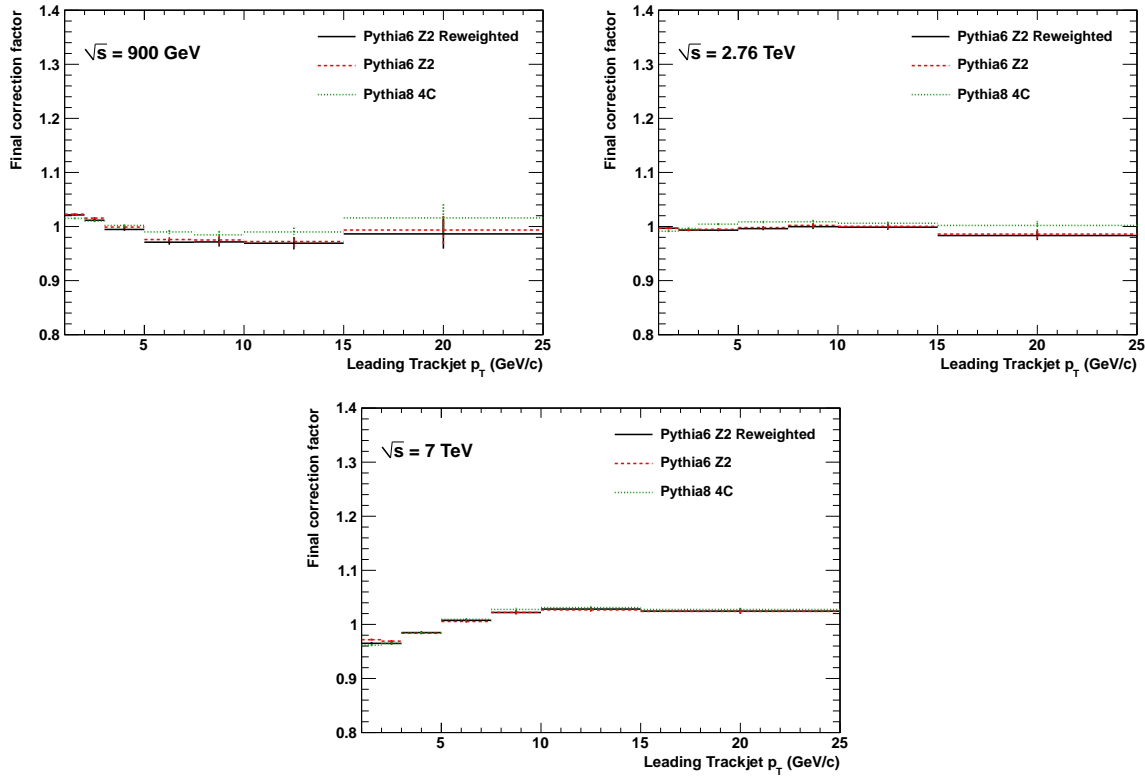 Final correction factor
1.4
1.3
1.2
1.1
1
0.9
0.8
√s = 900 GeV
Pythia6 Z2 Reweighted
Pythia6 Z2
Pythia8 4C
5 10 15 20 25
Leading Trackjet p_T (GeV/c)
Final correction factor
1.4
1.3
1.2
1.1
1
0.9
0.8
√s = 2.76 TeV
Pythia6 Z2 Reweighted
Pythia6 Z2
Pythia8 4C
5 10 15 20 25
Leading Trackjet p_T (GeV/c)
Final correction factor
1.4
1.3
1.2
1.1
1
0.9
0.8
√s = 7 TeV
Pythia6 Z2 Reweighted
Pythia6 Z2
Pythia8 4C
5 10 15 20 25
Leading Trackjet p_T (GeV/c)